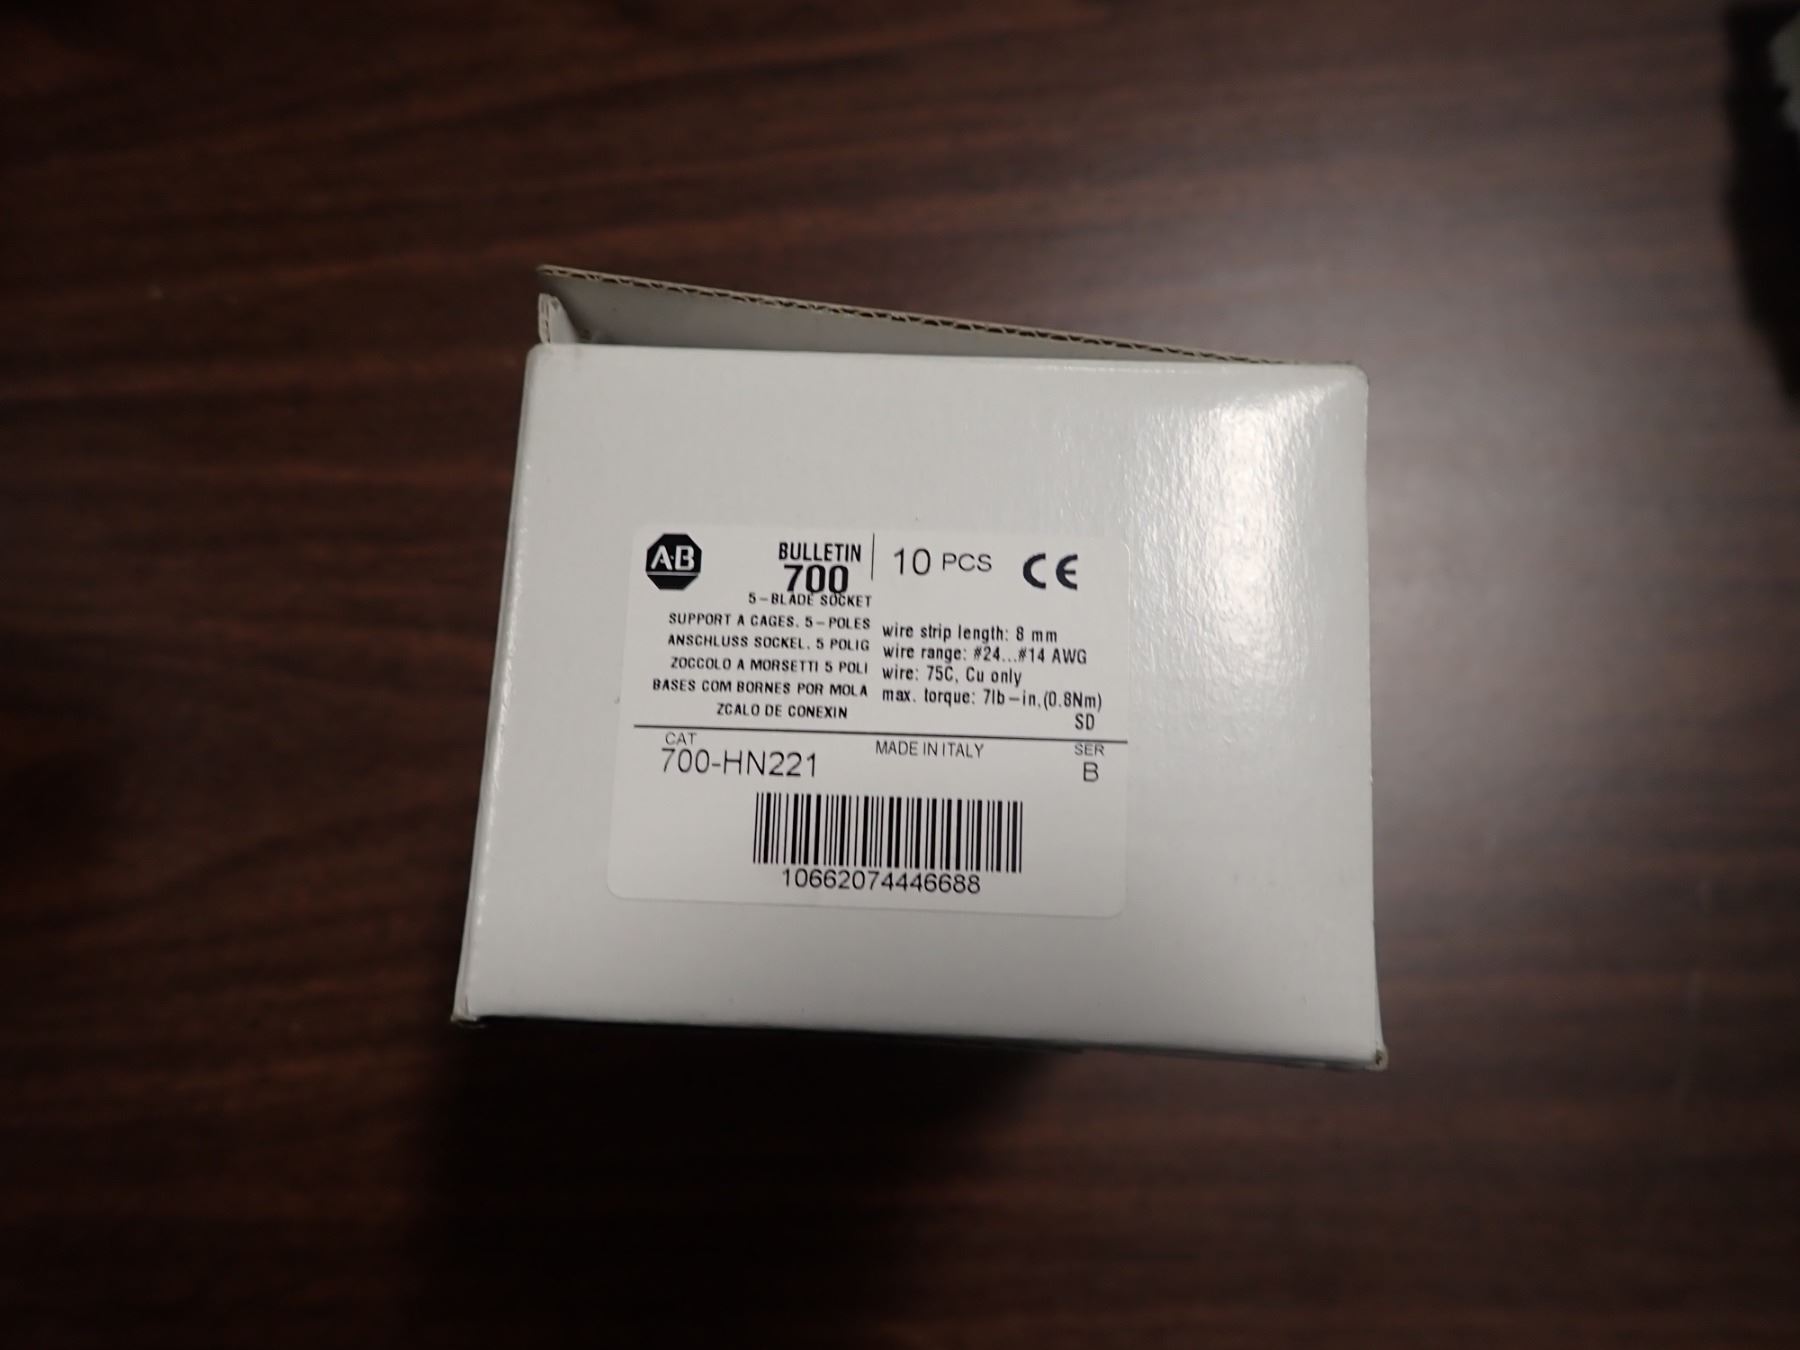 A-B
BULLETIN
700
5-BLADE SOCKET
SUPPORT A CAGES. 5-POLES
ANSCHLUSS SOCKEL. 5 POLIG
ZOCCOLO A MORSETTI 5 POLI
BASES COM BORNES POR MOLA
ZCALO DE CONEXIN
10 PCS CE
wire strip length: 8 mm
wire range: #24...#14 AWG
wire: 75C, Cu only
max. torque: 7lb-in.(0.8Nm)
SD
CAT
700-HN221
MADE IN ITALY
SER
B
10662074446688